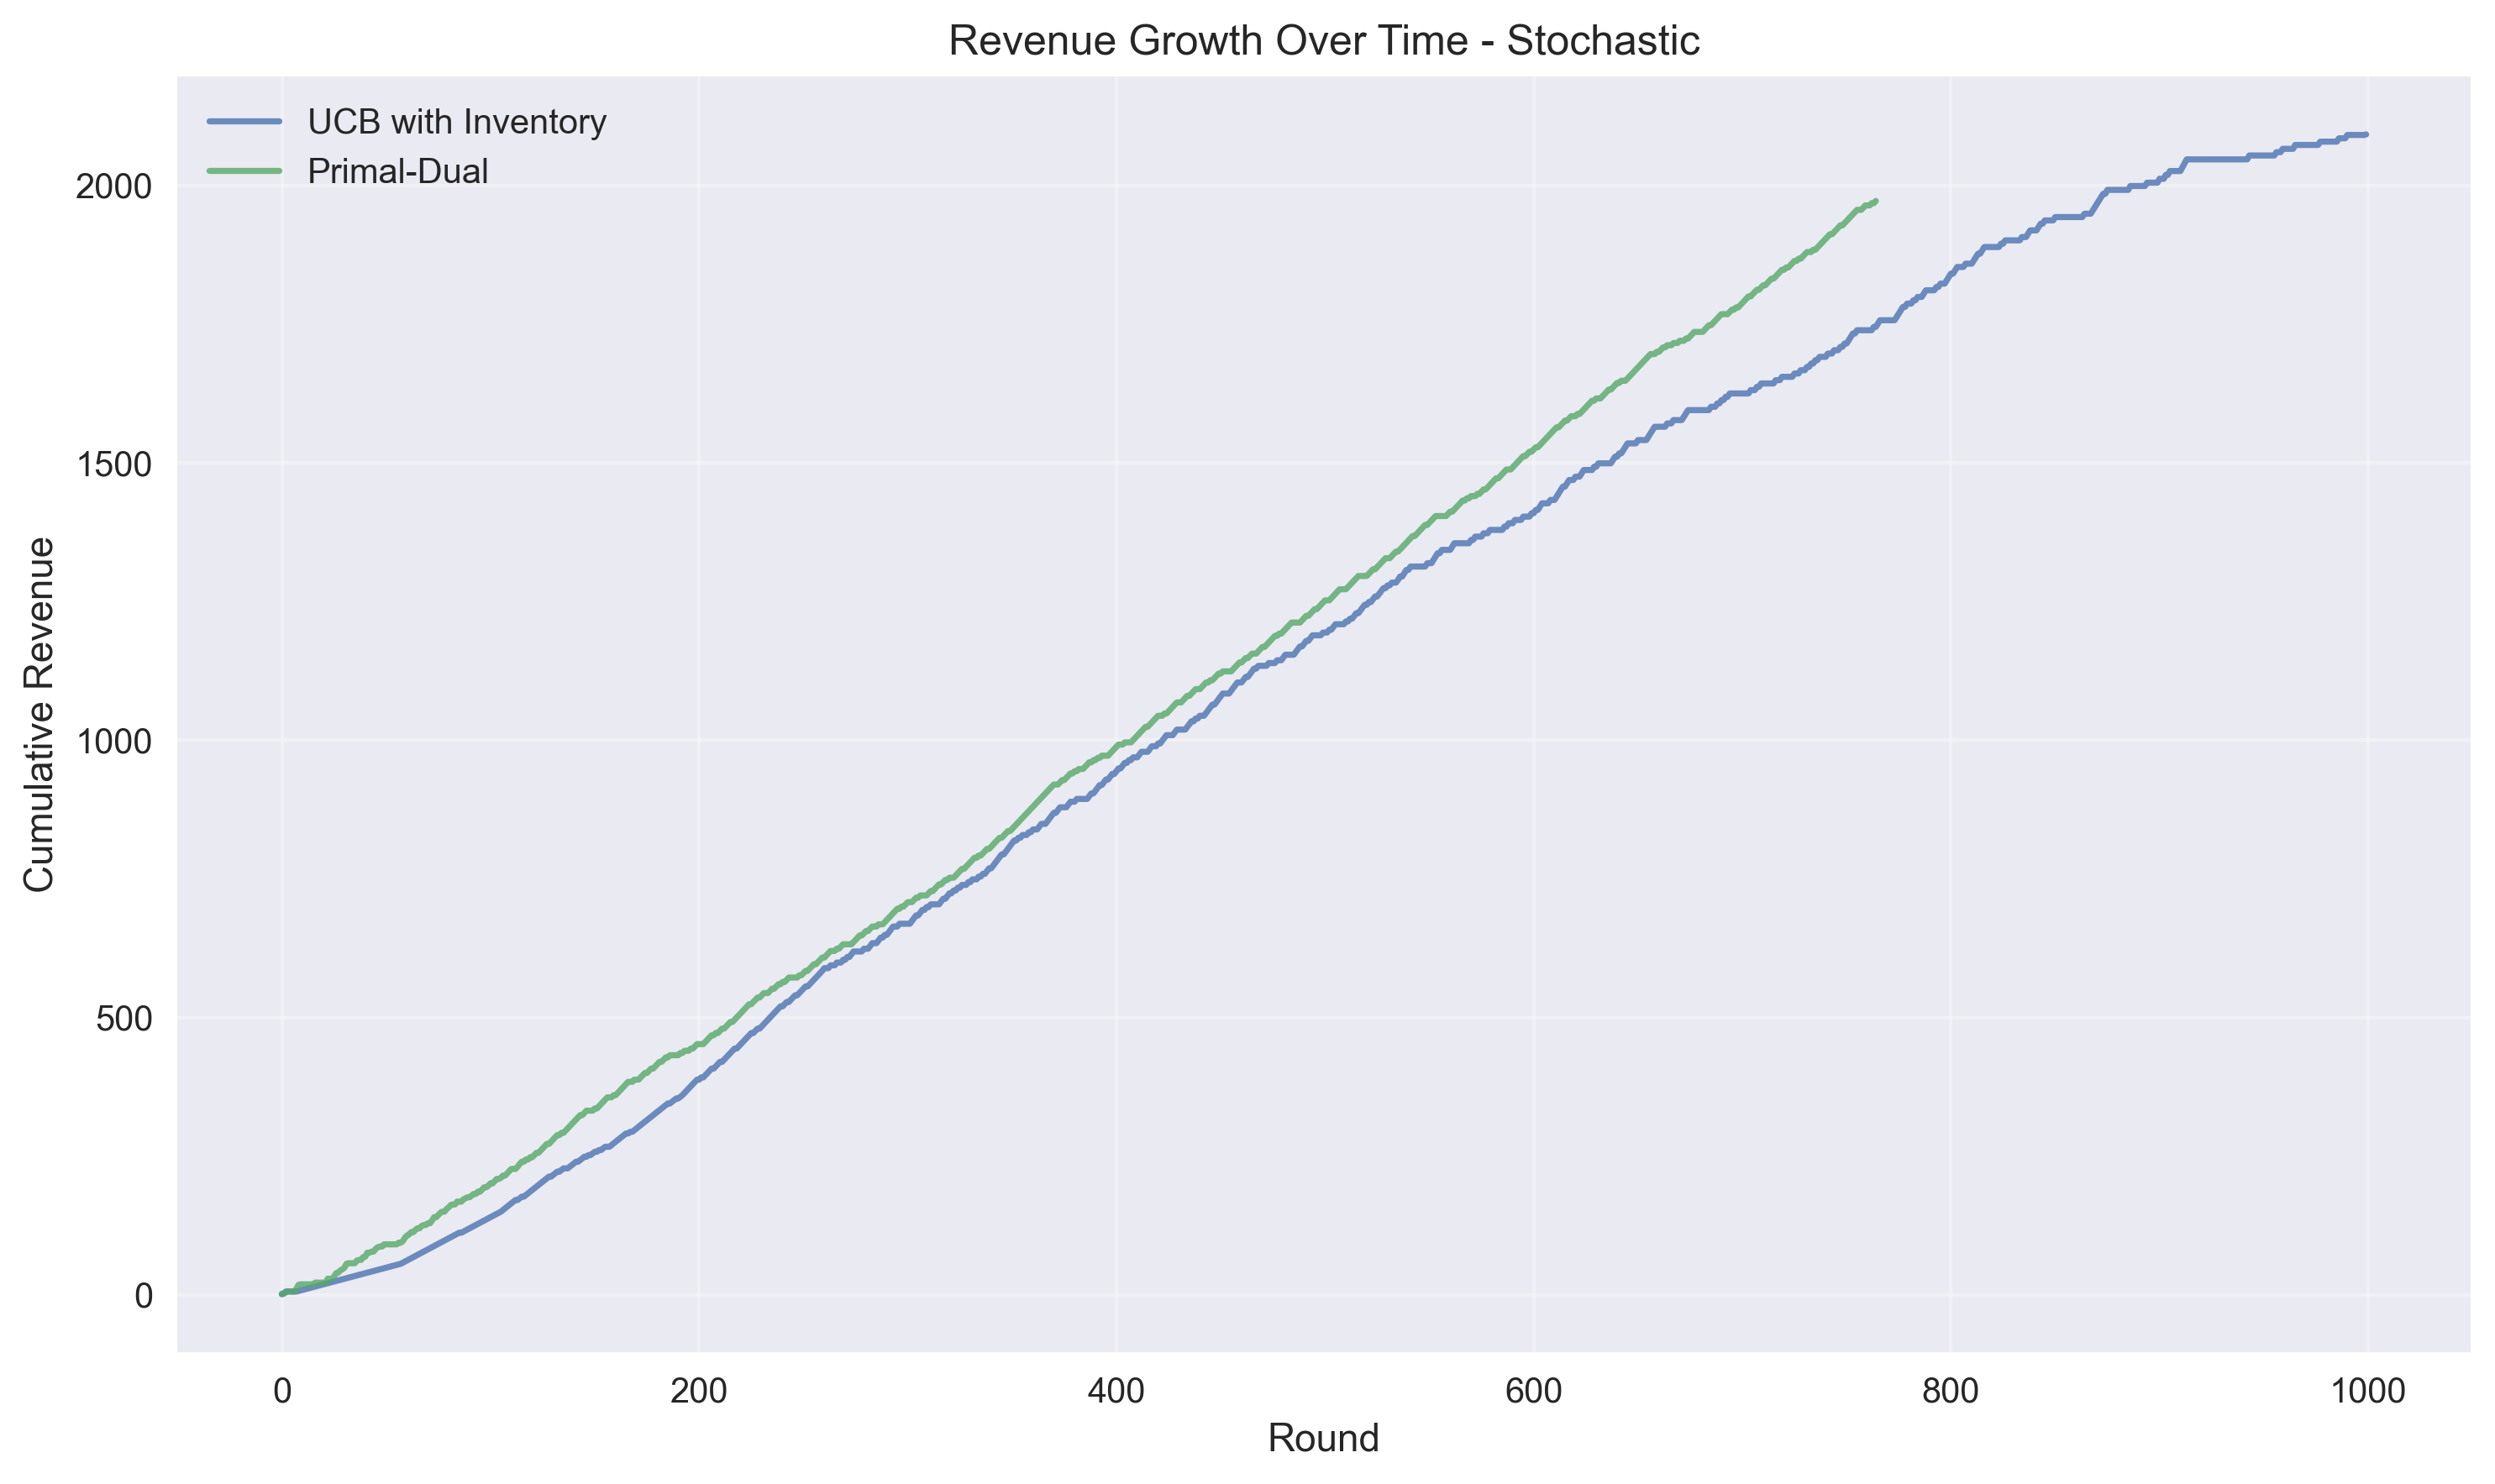 Revenue Growth Over Time - Stochastic
UCB with Inventory
Primal-Dual
2000
1500
1000
500
0
Cumulative Revenue
0 200 400 600 800 1000
Round